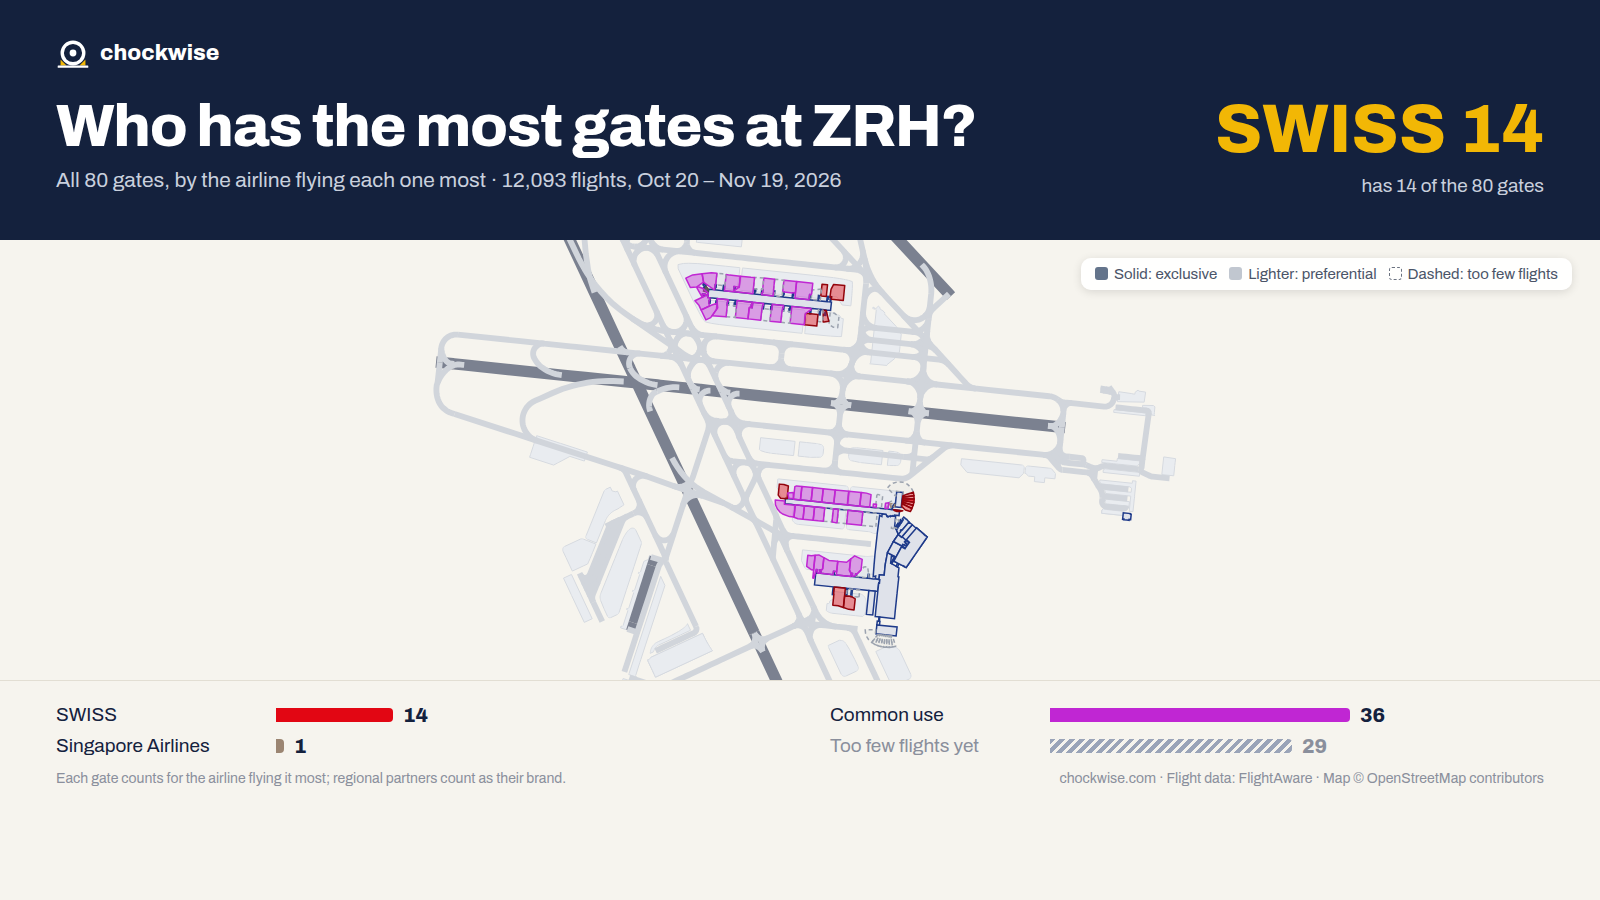 chockwise
Who has the most gates at ZRH?
All 80 gates, by the airline flying each one most · 12,093 flights, Oct 20 – Nov 19, 2026
SWISS 14
has 14 of the 80 gates
Solid: exclusive Lighter: preferential Dashed: too few flights
SWISS 14
Singapore Airlines 1
Common use 36
Too few flights yet 29
Each gate counts for the airline flying it most; regional partners count as their brand.
chockwise.com · Flight data: FlightAware · Map © OpenStreetMap contributors